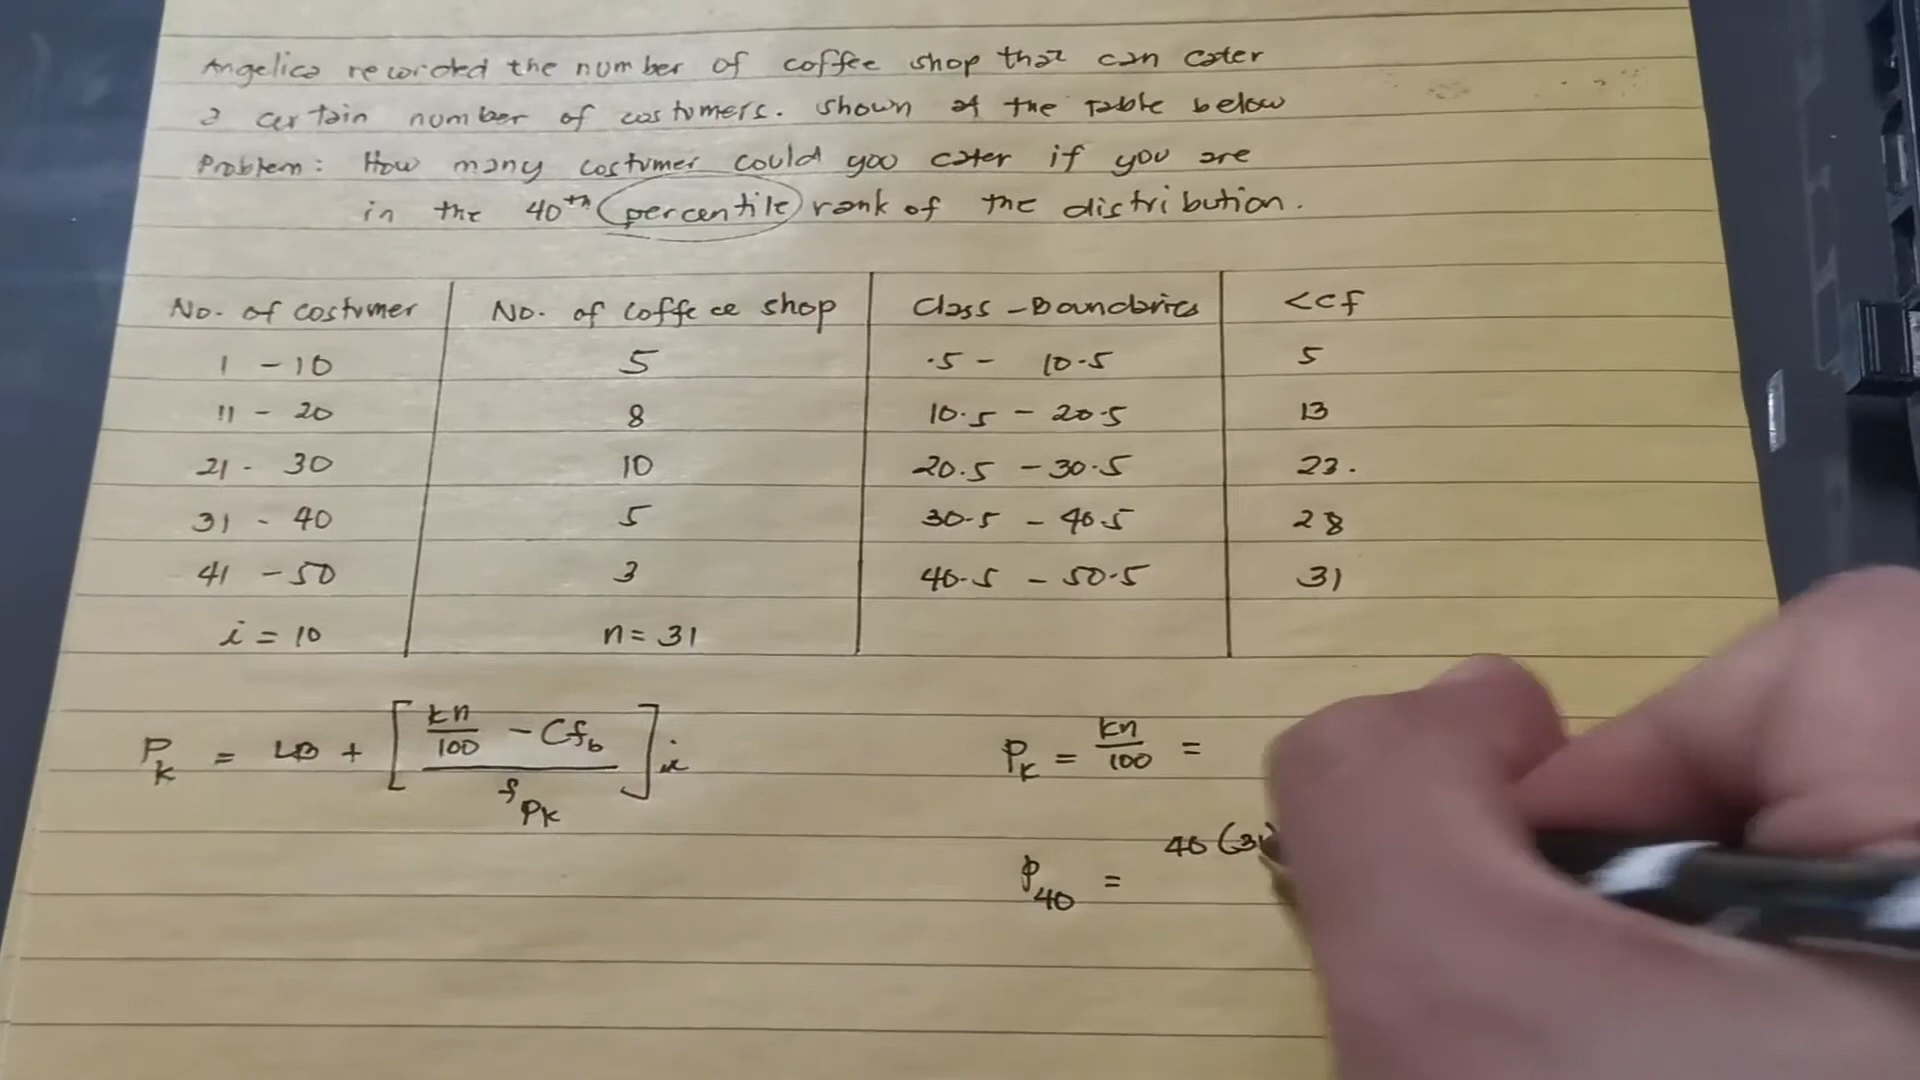 Angelica recorded the number of coffee shop that can cater
a certain number of costumers. shown at the Table below
Problem: How many costumer could you cater if you are
in the 40th percentile rank of the distribution.
No. of costumer No. of coffee shop Class - Boundaries <cf
1 - 10 5 .5 - 10.5 5
11 - 20 8 10.5 - 20.5 13
21 - 30 10 20.5 - 30.5 23.
31 - 40 5 30.5 - 40.5 28
41 - 50 3 40.5 - 50.5 31
i = 10 n = 31
Pk = LB + [ (kn/100 - Cfb) / fPk ] i
Pk = kn/100 =
P40 = 40 (31)